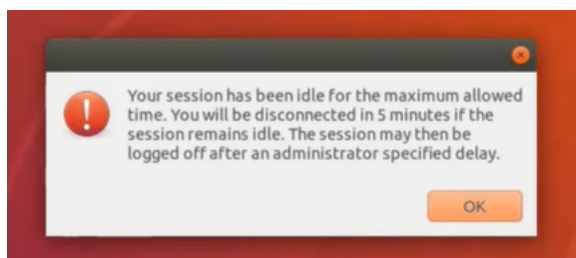 Your session has been idle for the maximum allowed
time. You will be disconnected in 5 minutes if the
session remains idle. The session may then be
logged off after an administrator specified delay.
OK